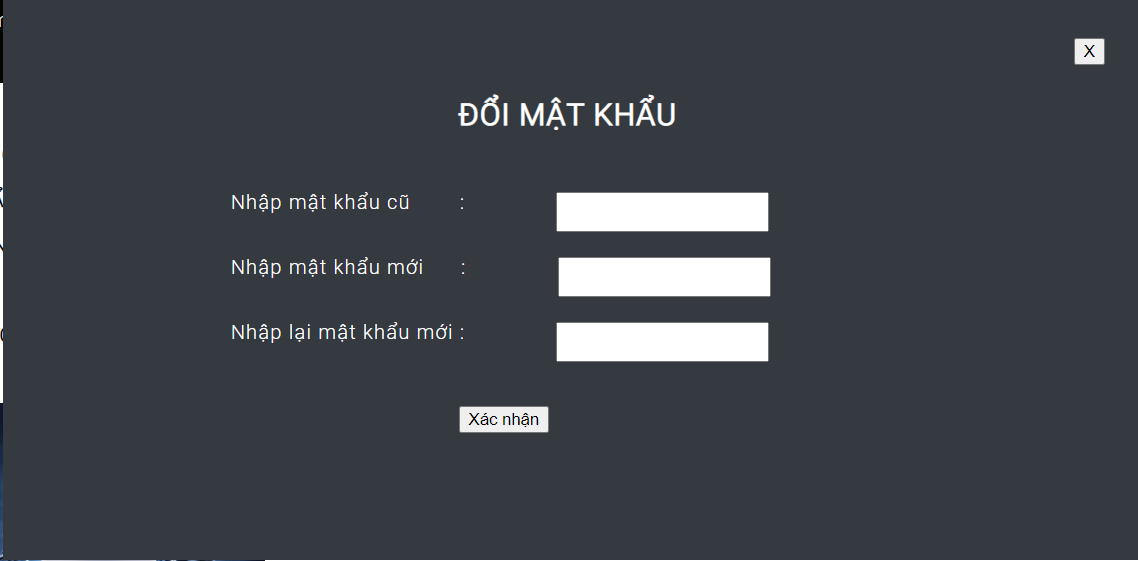 X
ĐỔI MẬT KHẨU
Nhập mật khẩu cũ :
Nhập mật khẩu mới :
Nhập lại mật khẩu mới :
Xác nhận